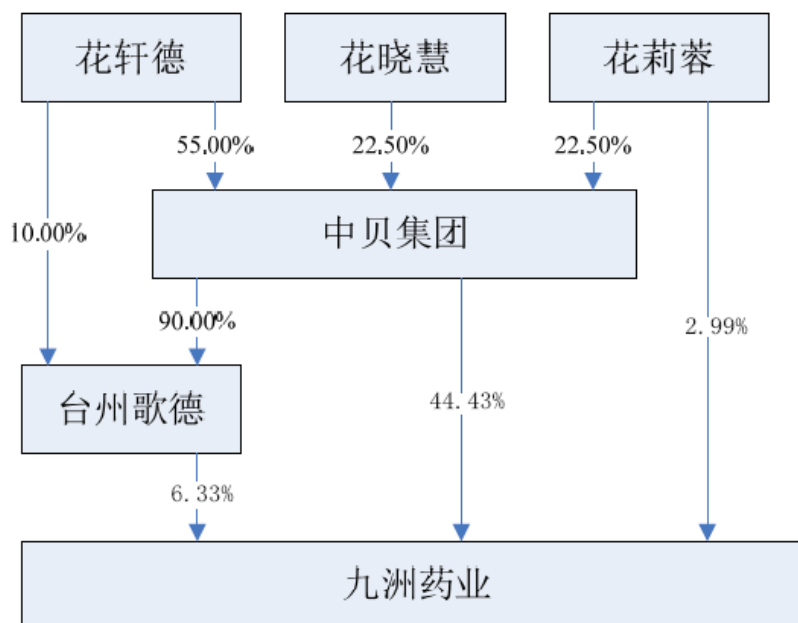 花轩德
花晓慧
花莉蓉
55.00%
22.50%
22.50%
中贝集团
10.00%
90.00%
2.99%
台州歌德
44.43%
6.33%
九洲药业